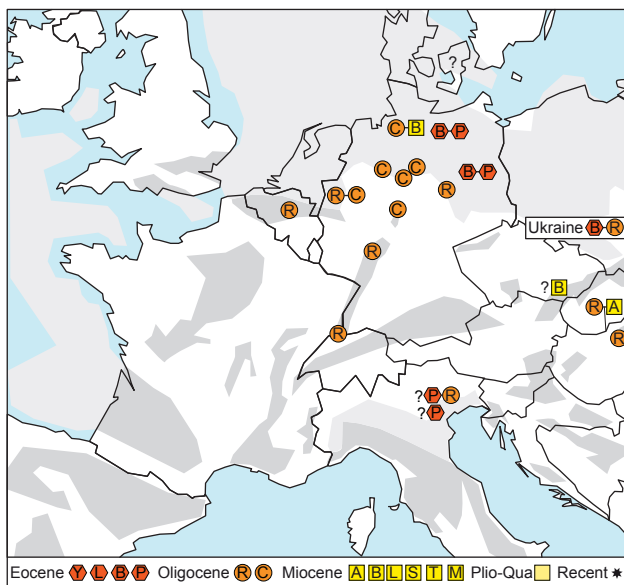 ?
C B B P
C C C B P
R C C R
R
Ukraine B R
R
? B
R A
R
R
? P R
? P
Eocene Y L B P Oligocene R C Miocene A B L S T M Plio-Qua Recent *